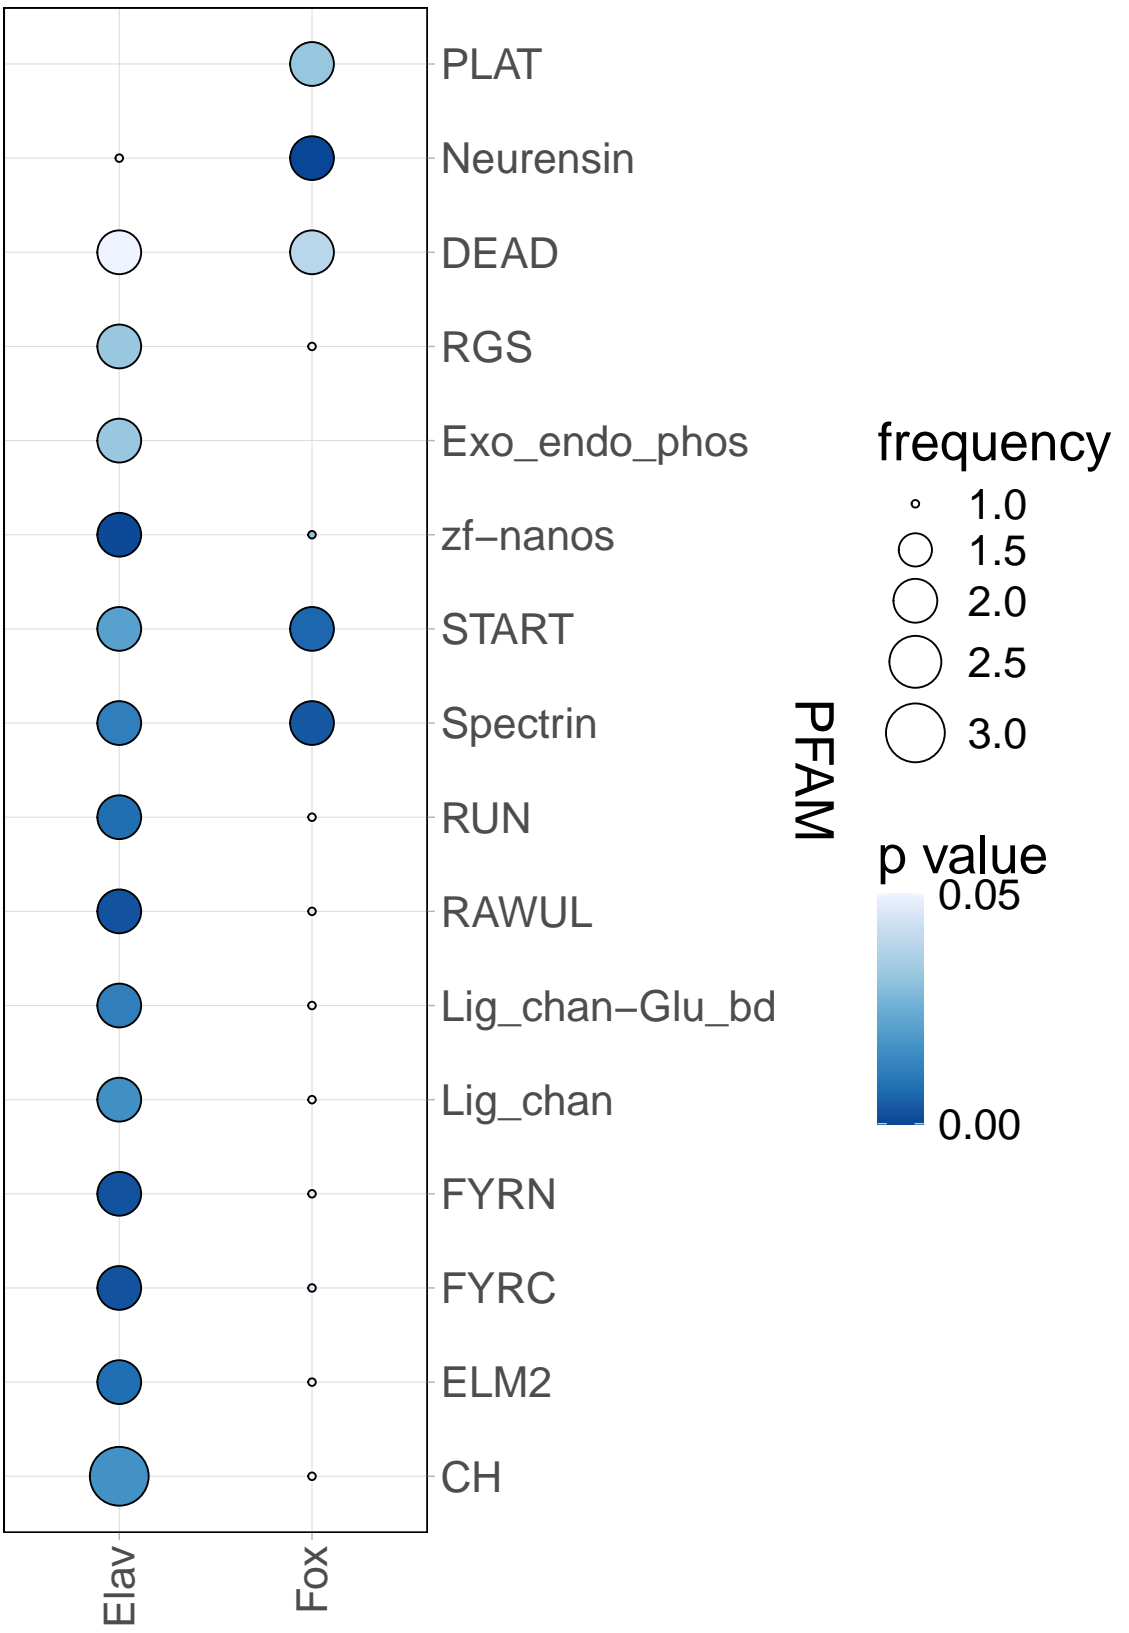 PLAT
Neurensin
DEAD
RGS
Exo_endo_phos
zf−nanos
START
Spectrin
RUN
RAWUL
Lig_chan−Glu_bd
Lig_chan
FYRN
FYRC
ELM2
CH
Elav
Fox
PFAM
frequency
1.0
1.5
2.0
2.5
3.0
p value
0.05
0.00